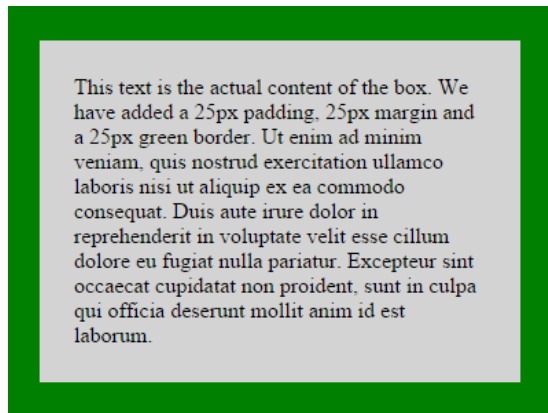 This text is the actual content of the box. We
have added a 25px padding, 25px margin and
a 25px green border. Ut enim ad minim
veniam, quis nostrud exercitation ullamco
laboris nisi ut aliquip ex ea commodo
consequat. Duis aute irure dolor in
reprehenderit in voluptate velit esse cillum
dolore eu fugiat nulla pariatur. Excepteur sint
occaecat cupidatat non proident, sunt in culpa
qui officia deserunt mollit anim id est
laborum.